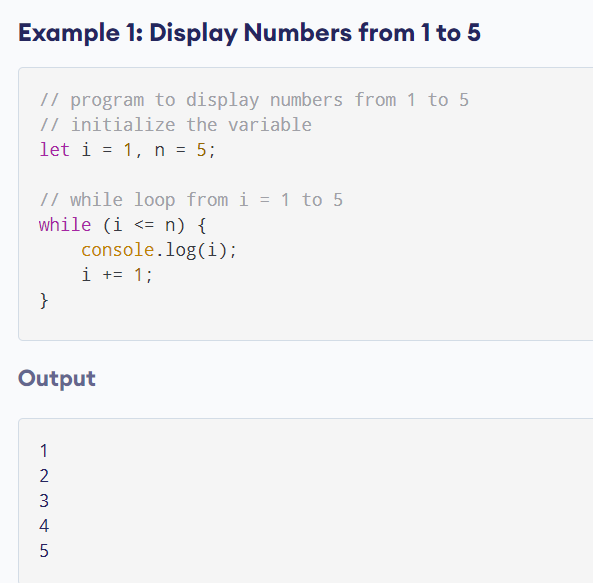 Example 1: Display Numbers from 1 to 5
// program to display numbers from 1 to 5
// initialize the variable
let i = 1, n = 5;
// while loop from i = 1 to 5
while (i <= n) {
    console.log(i);
    i += 1;
}
Output
1
2
3
4
5